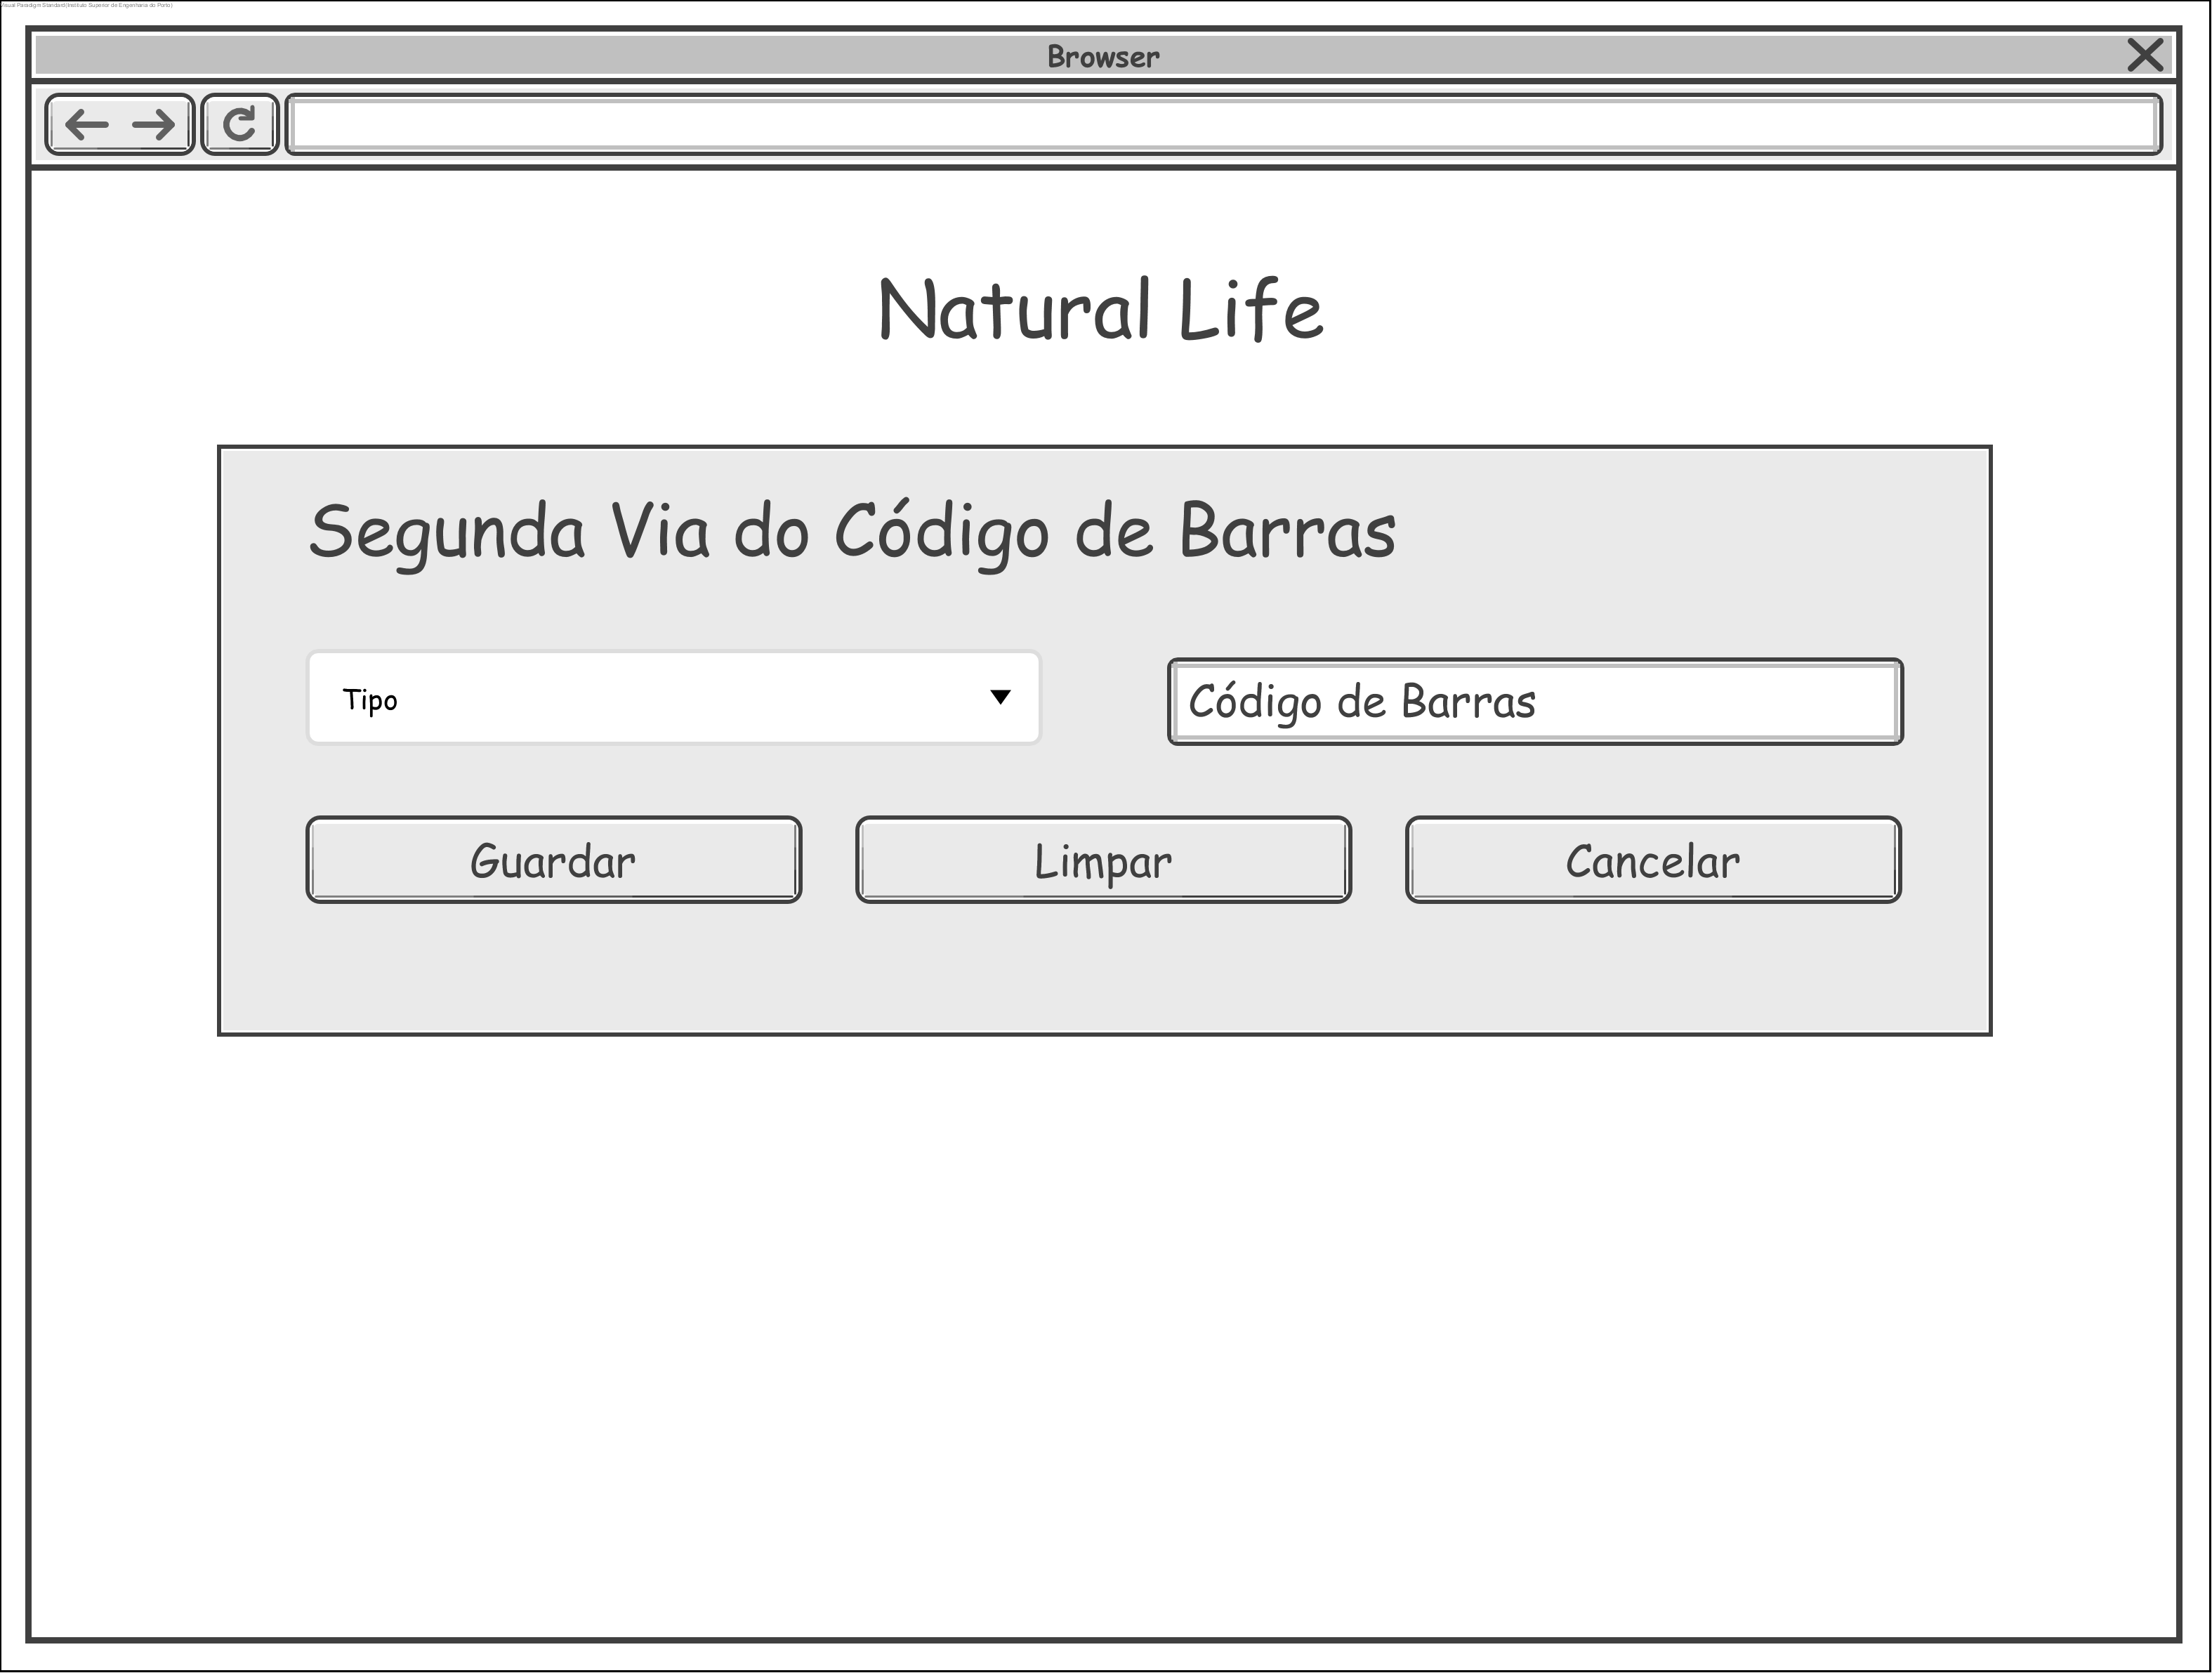 Visual Paradigm Standard(Instituto Superior de Engenharia do Porto)
Browser
Natural Life
Segunda Via do Código de Barras
Tipo
Código de Barras
Guardar
Limpar
Cancelar